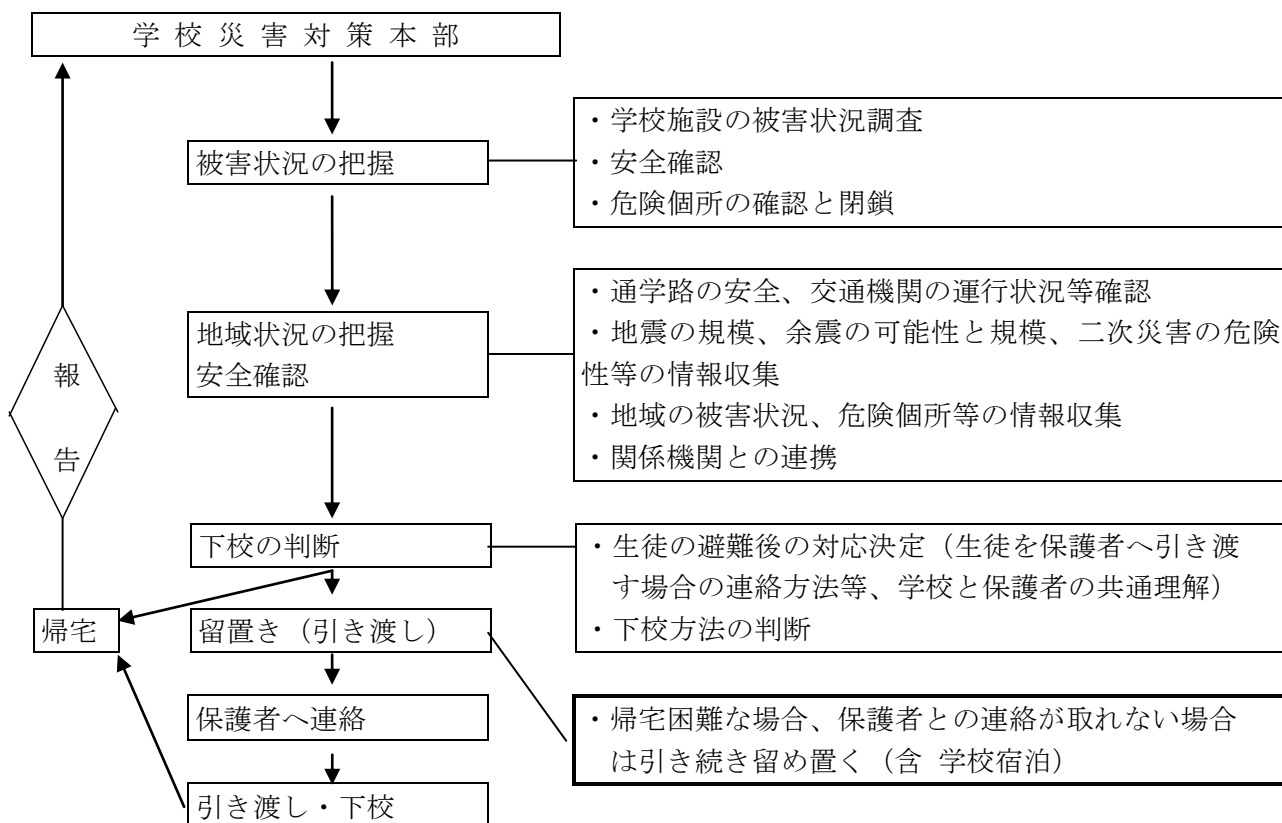 学 校 災 害 対 策 本 部
被害状況の把握
・学校施設の被害状況調査
・安全確認
・危険個所の確認と閉鎖
地域状況の把握
安全確認
・通学路の安全、交通機関の運行状況等確認
・地震の規模、余震の可能性と規模、二次災害の危険
性等の情報収集
・地域の被害状況、危険個所等の情報収集
・関係機関との連携
報
告
下校の判断
・生徒の避難後の対応決定（生徒を保護者へ引き渡
す場合の連絡方法等、学校と保護者の共通理解）
・下校方法の判断
帰宅
留置き（引き渡し）
・帰宅困難な場合、保護者との連絡が取れない場合
は引き続き留め置く（含 学校宿泊）
保護者へ連絡
引き渡し・下校